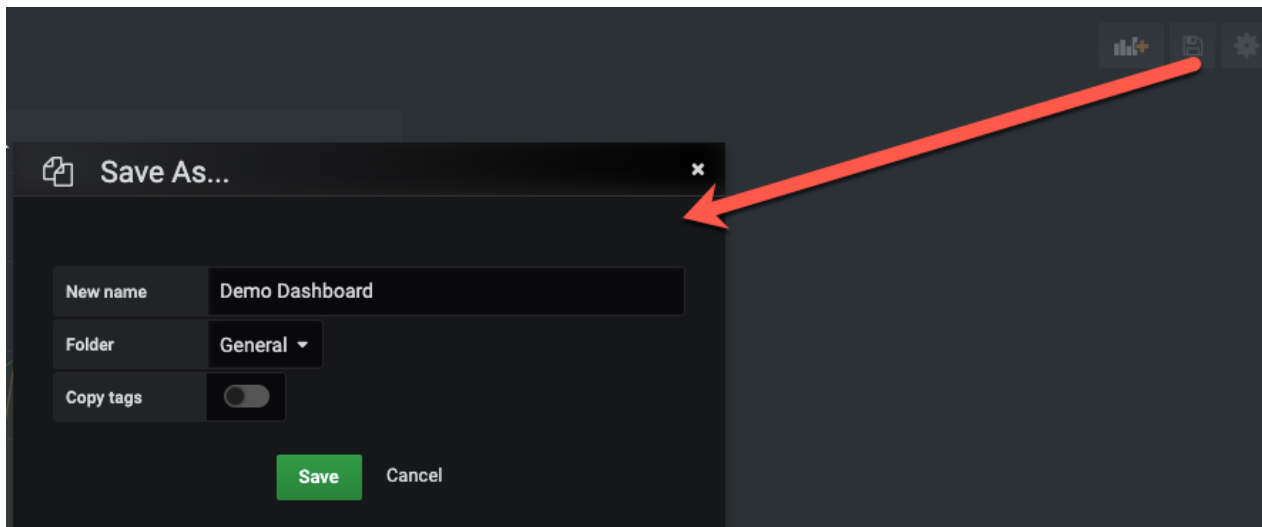 Save As...
New name Demo Dashboard
Folder General
Copy tags
Save Cancel